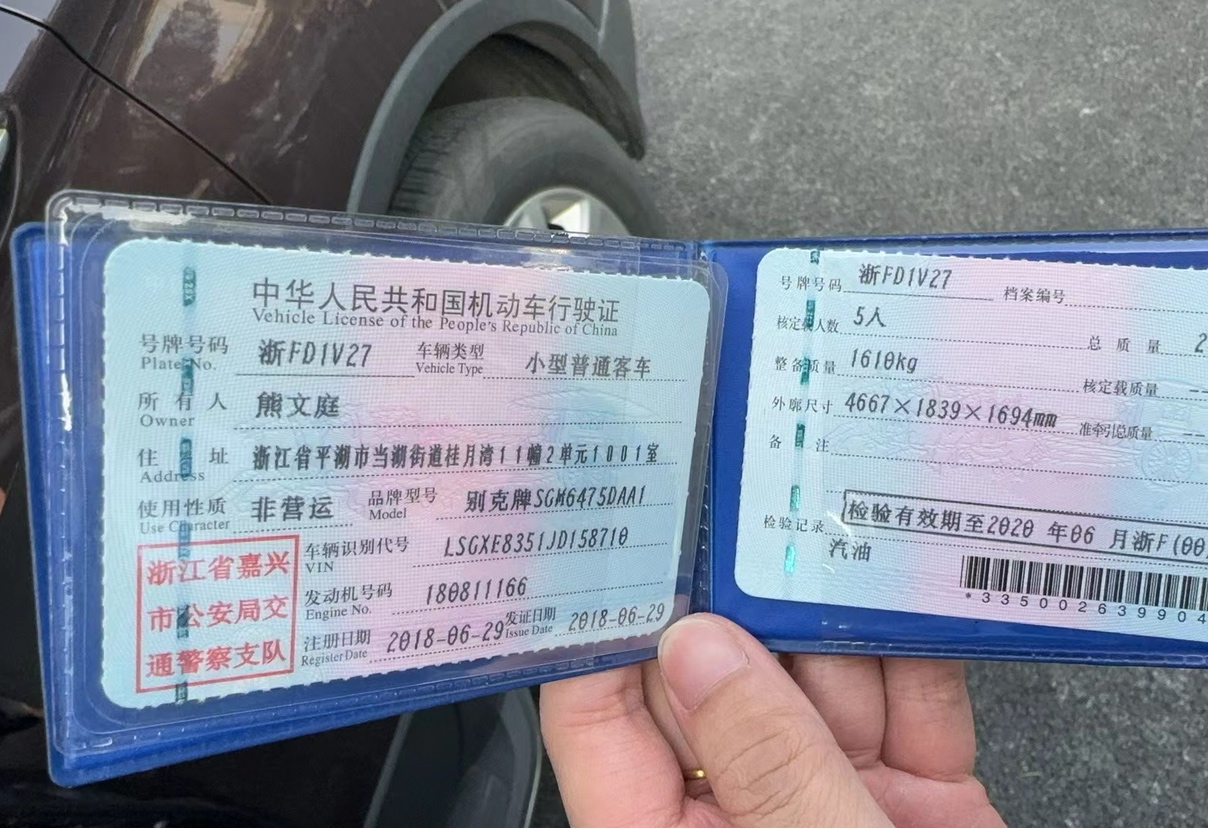 中华人民共和国机动车行驶证
Vehicle License of the People's Republic of China
号牌号码 浙FD1V27 车辆类型 小型普通客车
Plate No. Vehicle Type
所有人 熊文庭
Owner
住址 浙江省平湖市当湖街道桂月湾11幢2单元1001室
Address
使用性质 非营运 品牌型号 别克牌SGM6475DAA1
Use Character Model
浙江省嘉兴
市公安局交
通警察支队
车辆识别代号 LSGXE8351JD158710
VIN
发动机号码 180811166
Engine No.
注册日期 2018-06-29 发证日期 2018-06-29
Register Date Issue Date
号牌号码 浙FD1V27 档案编号
核定载人数 5人 总质量 2
整备质量 1610kg 核定载质量 --
外廓尺寸 4667×1839×1694mm 准牵引总质量 --
备注
检验记录 检验有效期至2020年06月浙F(00
汽油
*335002639904